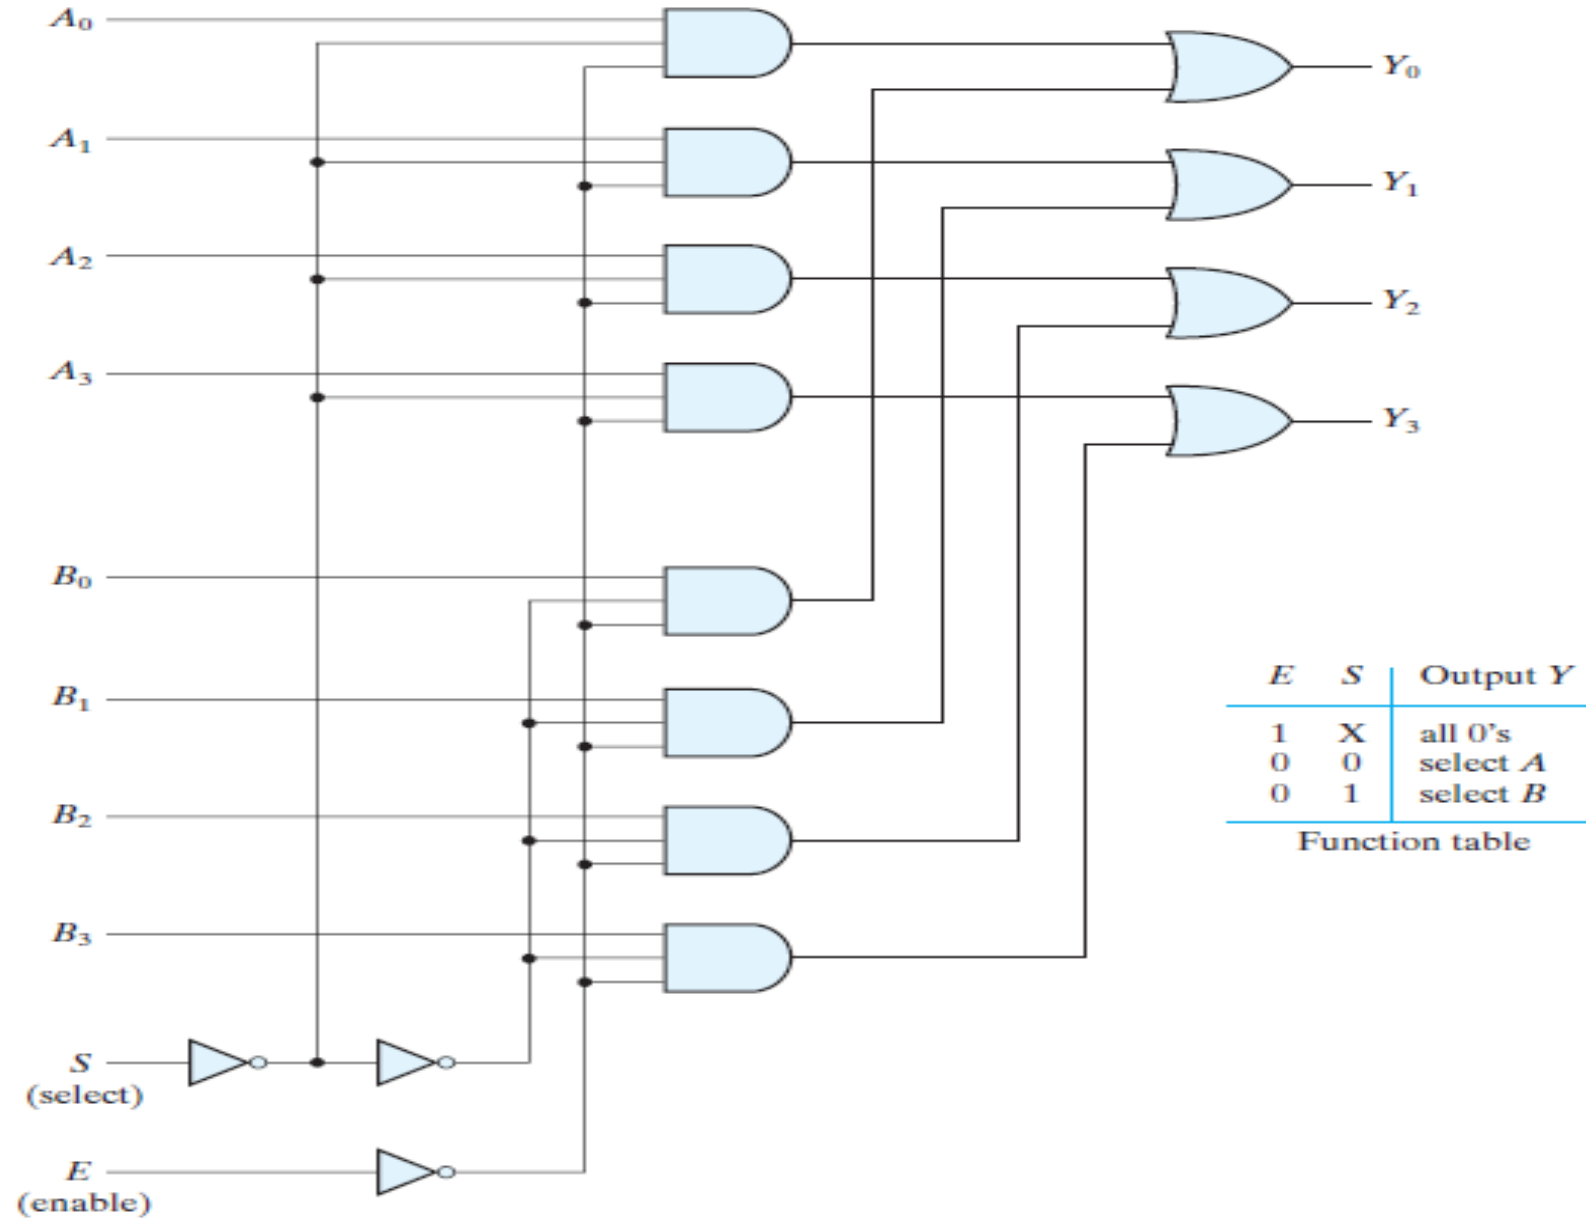 A₀
Y₀
A₁
Y₁
A₂
Y₂
A₃
Y₃
B₀
B₁
B₂
B₃
S
(select)
E
(enable)
E S Output Y
1 X all 0's
0 0 select A
0 1 select B
Function table